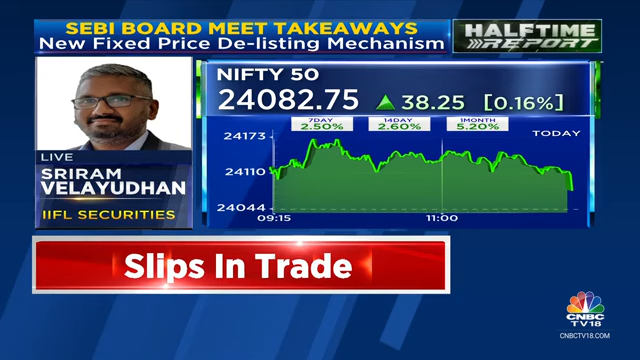 SEBI BOARD MEET TAKEAWAYS
New Fixed Price De-listing Mechanism
HALFTIME
REPORT
LIVE
SRIRAM
VELAYUDHAN
IIFL SECURITIES
NIFTY 50
24082.75 ▲ 38.25 [0.16%]
7DAY 14DAY 1MONTH
2.50% 2.60% 5.20%
TODAY
24173
24110
24044
09:15 11:00
Slips In Trade
CNBC
TV18
CNBCTV18.COM